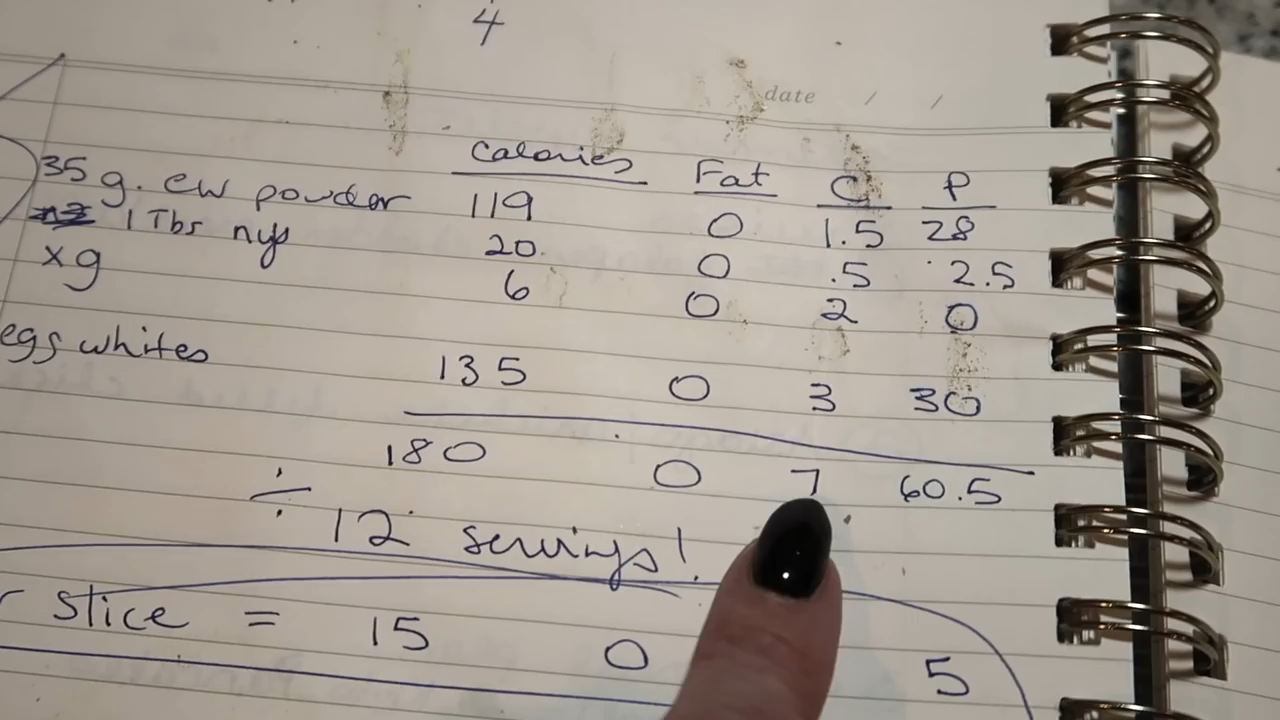 4
date / /
Calories Fat C P
35 g. ew powder 119 0 1.5 28
1 Tbs nys 20 0 .5 2.5
xg 6 0 2 0
egg whites 135 0 3 30
180 0 7 60.5
÷ 12 servings!
r slice = 15 0 5